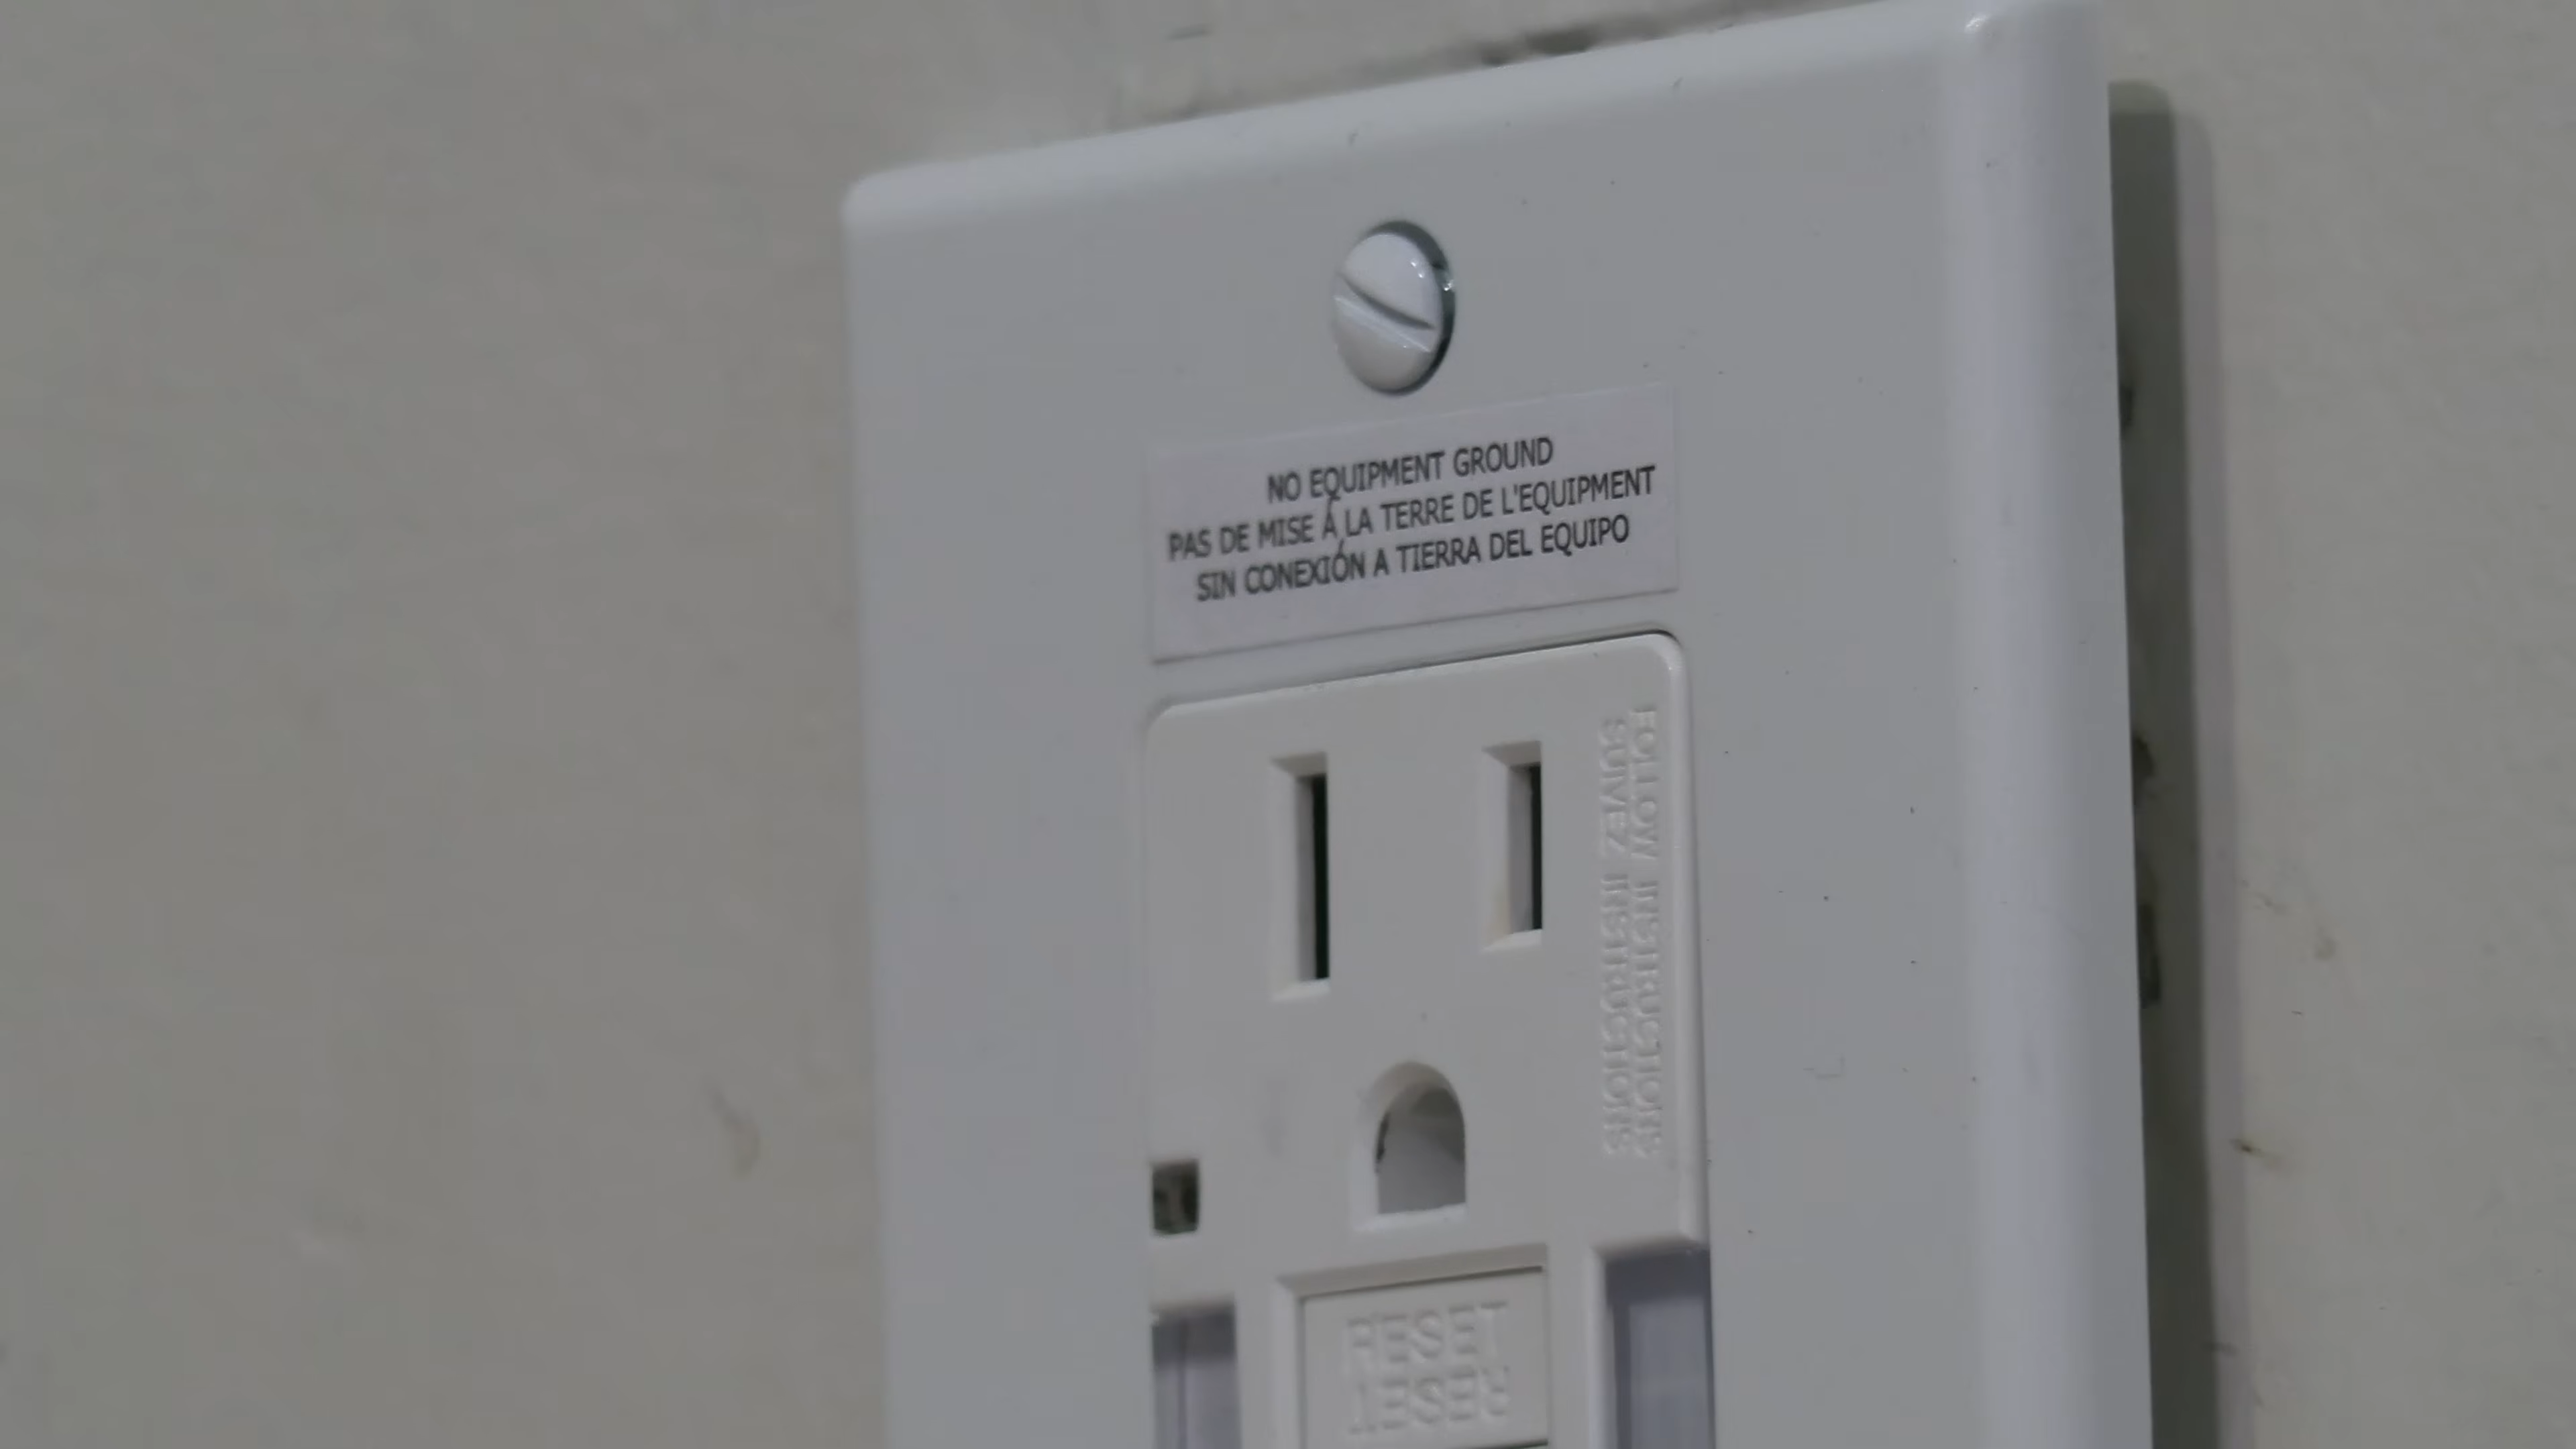 NO EQUIPMENT GROUND
PAS DE MISE Á LA TERRE DE L'EQUIPMENT
SIN CONEXIÓN A TIERRA DEL EQUIPO
FOLLOW INSTRUCTIONS
SUIVEZ INSTRUCTIONS
RESET
RESET